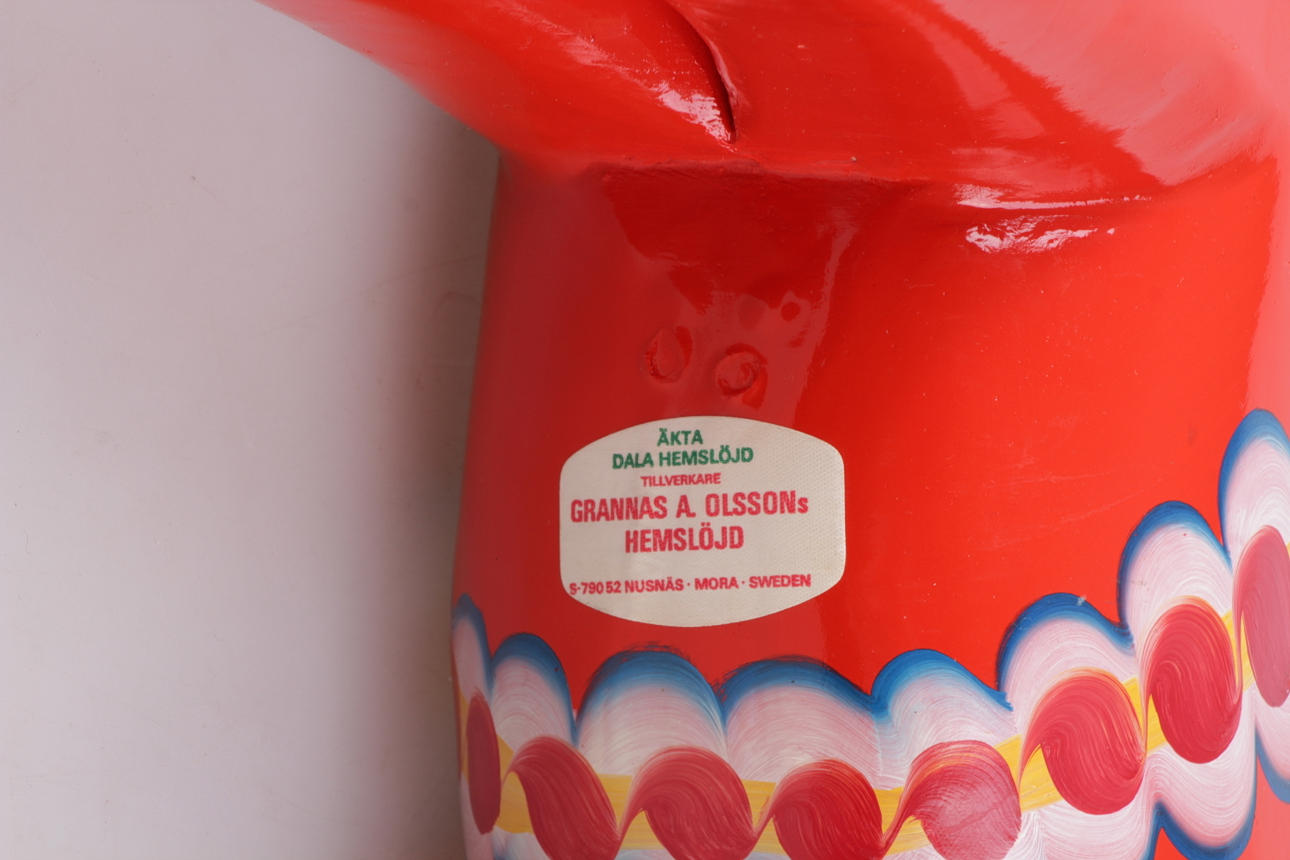 ÄKTA
DALA HEMSLÖJD
TILLVERKARE
GRANNAS A. OLSSONs
HEMSLÖJD
S-790 52 NUSNÄS · MORA · SWEDEN